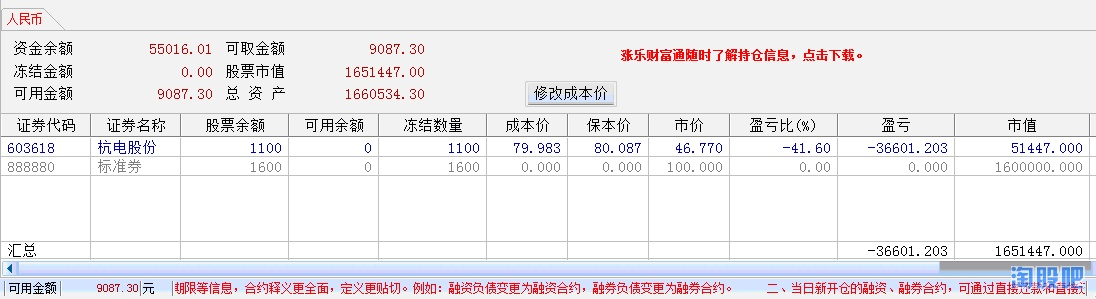 人民币
资金余额 55016.01 可取金额 9087.30
涨乐财富通随时了解持仓信息，点击下载。
冻结金额 0.00 股票市值 1651447.00
可用金额 9087.30 总 资 产 1660534.30
修改成本价
证券代码 证券名称 股票余额 可用余额 冻结数量 成本价 保本价 市价 盈亏比(%) 盈亏 市值
603618 杭电股份 1100 0 1100 79.983 80.087 46.770 -41.60 -36601.203 51447.000
888880 标准券 1600 0 1600 0.000 0.000 100.000 0.00 0.000 1600000.000
汇总 -36601.203 1651447.000
可用金额 9087.30 元 期限等信息，合约释义更全面，定义更贴切。例如：融资负债变更为融资合约，融券负债变更为融券合约。 二、当日新开仓的融资、融券合约，可通过直接还款和直接还
淘股吧